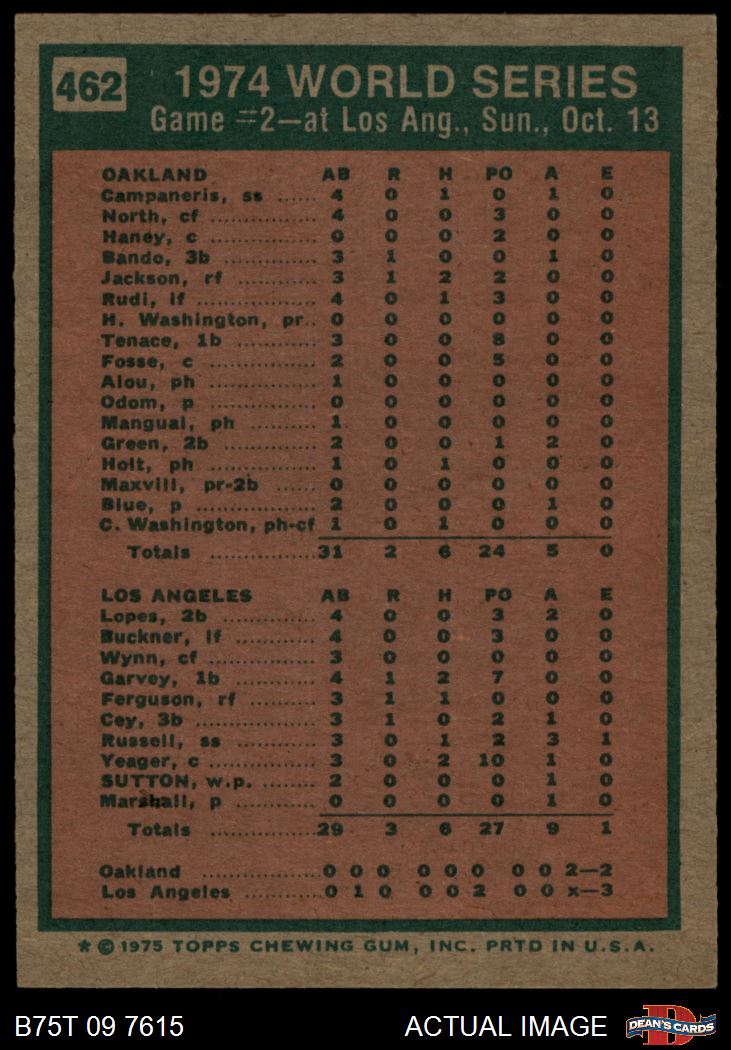 462
1974 WORLD SERIES
Game #2—at Los Ang., Sun., Oct. 13
OAKLAND AB R H PO A E
Campaneris, ss ...... 4 0 1 0 1 0
North, cf ................ 4 0 0 3 0 0
Haney, c ................. 0 0 0 2 0 0
Bando, 3b .............. 3 1 0 0 1 0
Jackson, rf ............ 3 1 2 2 0 0
Rudi, lf .................. 4 0 1 3 0 0
H. Washington, pr.. 0 0 0 0 0 0
Tenace, 1b ............ 3 0 0 8 0 0
Fosse, c ................. 2 0 0 5 0 0
Alou, ph ................. 1 0 0 0 0 0
Odom, p ................. 0 0 0 0 0 0
Mangual, ph .......... 1 0 0 0 0 0
Green, 2b ............... 2 0 0 1 2 0
Holt, ph .................. 1 0 1 0 0 0
Maxvill, pr-2b ...... 0 0 0 0 0 0
Blue, p ................... 2 0 0 0 1 0
C. Washington, ph-cf 1 0 1 0 0 0
Totals ................ 31 2 6 24 5 0
LOS ANGELES AB R H PO A E
Lopes, 2b ............... 4 0 0 3 2 0
Buckner, lf ............. 4 0 0 3 0 0
Wynn, cf ................ 3 0 0 0 0 0
Garvey, 1b ............. 4 1 2 7 0 0
Ferguson, rf .......... 3 1 1 0 0 0
Cey, 3b .................. 3 1 0 2 1 0
Russell, ss ............ 3 0 1 2 3 1
Yeager, c ............... 3 0 2 10 1 0
SUTTON, w.p. ........ 2 0 0 0 1 0
Marshall, p ............ 0 0 0 0 1 0
Totals ................ 29 3 6 27 9 1
Oakland .................. 0 0 0 0 0 0 0 0 2—2
Los Angeles ........... 0 1 0 0 0 2 0 0 x—3
* © 1975 TOPPS CHEWING GUM, INC. PRTD IN U.S.A.
B75T 09 7615 ACTUAL IMAGE
D
DEAN'S CARDS